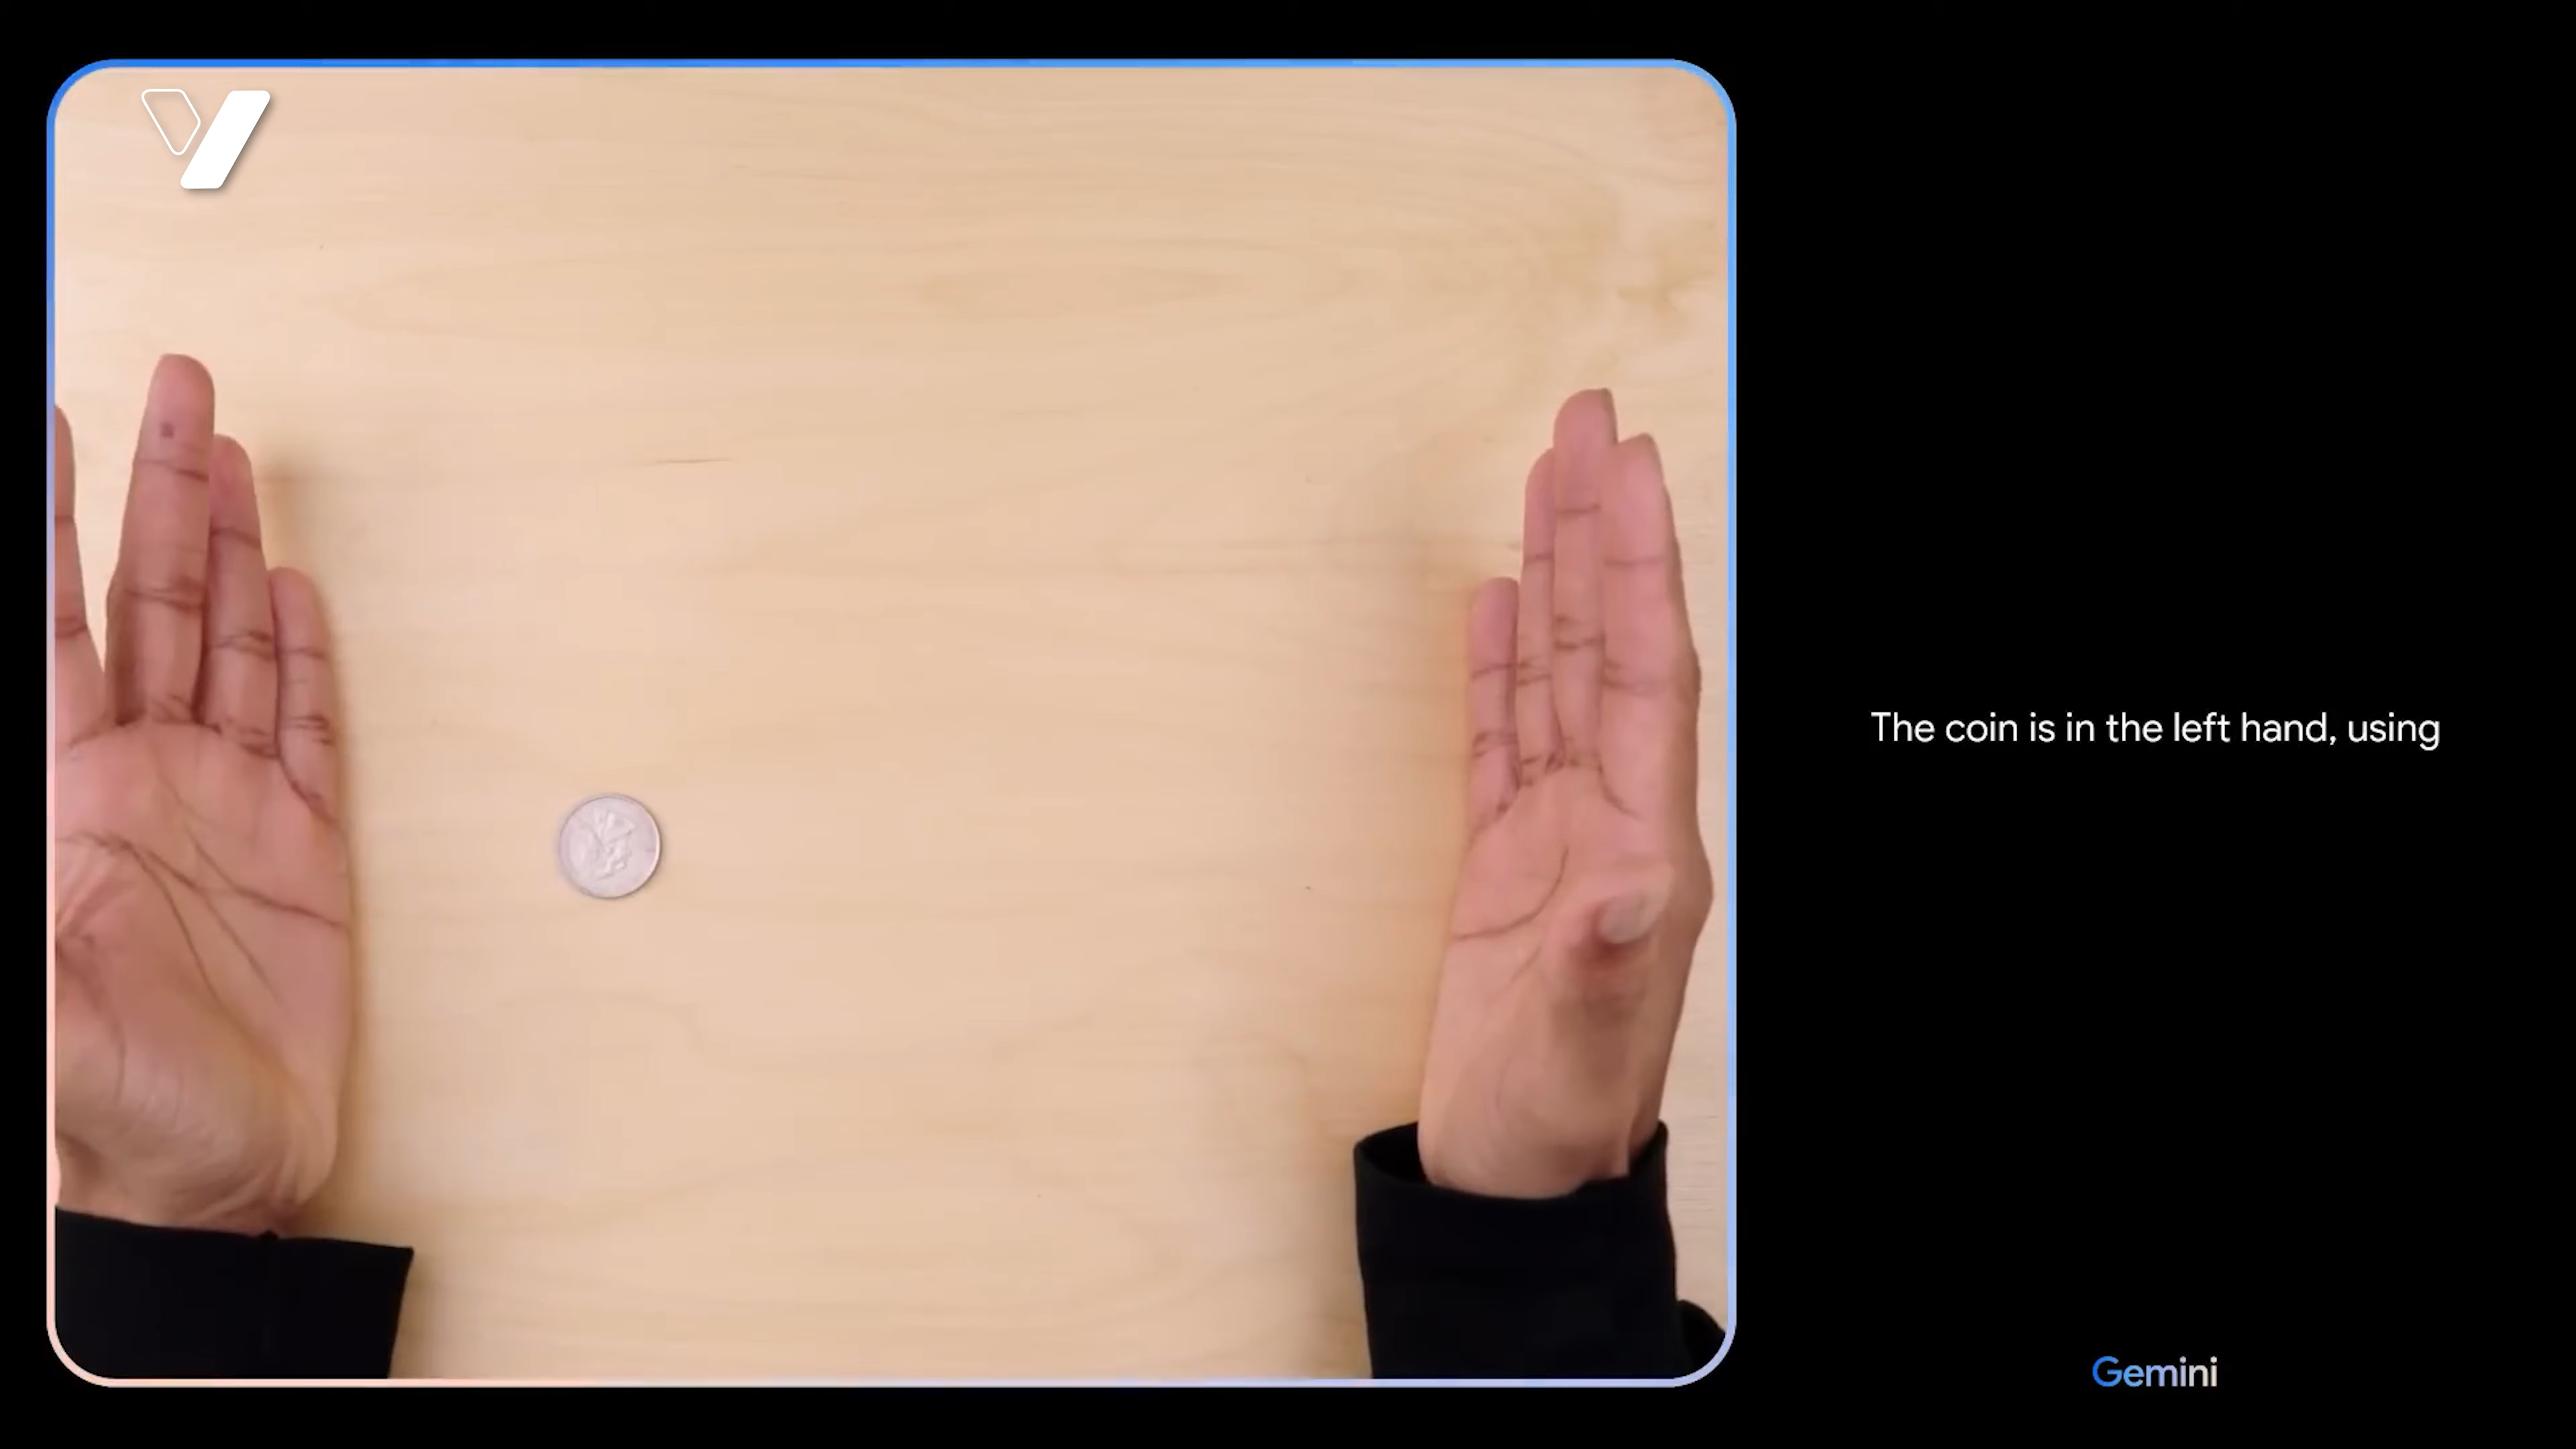 The coin is in the left hand, using
Gemini